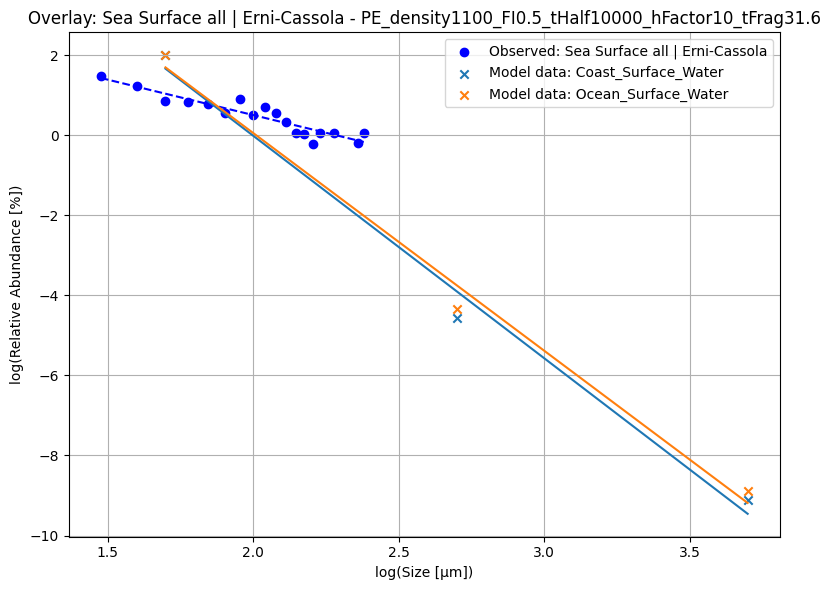 Overlay: Sea Surface all | Erni-Cassola - PE_density1100_FI0.5_tHalf10000_hFactor10_tFrag31.6
Observed: Sea Surface all | Erni-Cassola
Model data: Coast_Surface_Water
Model data: Ocean_Surface_Water
log(Relative Abundance [%])
2
0
−2
−4
−6
−8
−10
1.5 2.0 2.5 3.0 3.5
log(Size [μm])